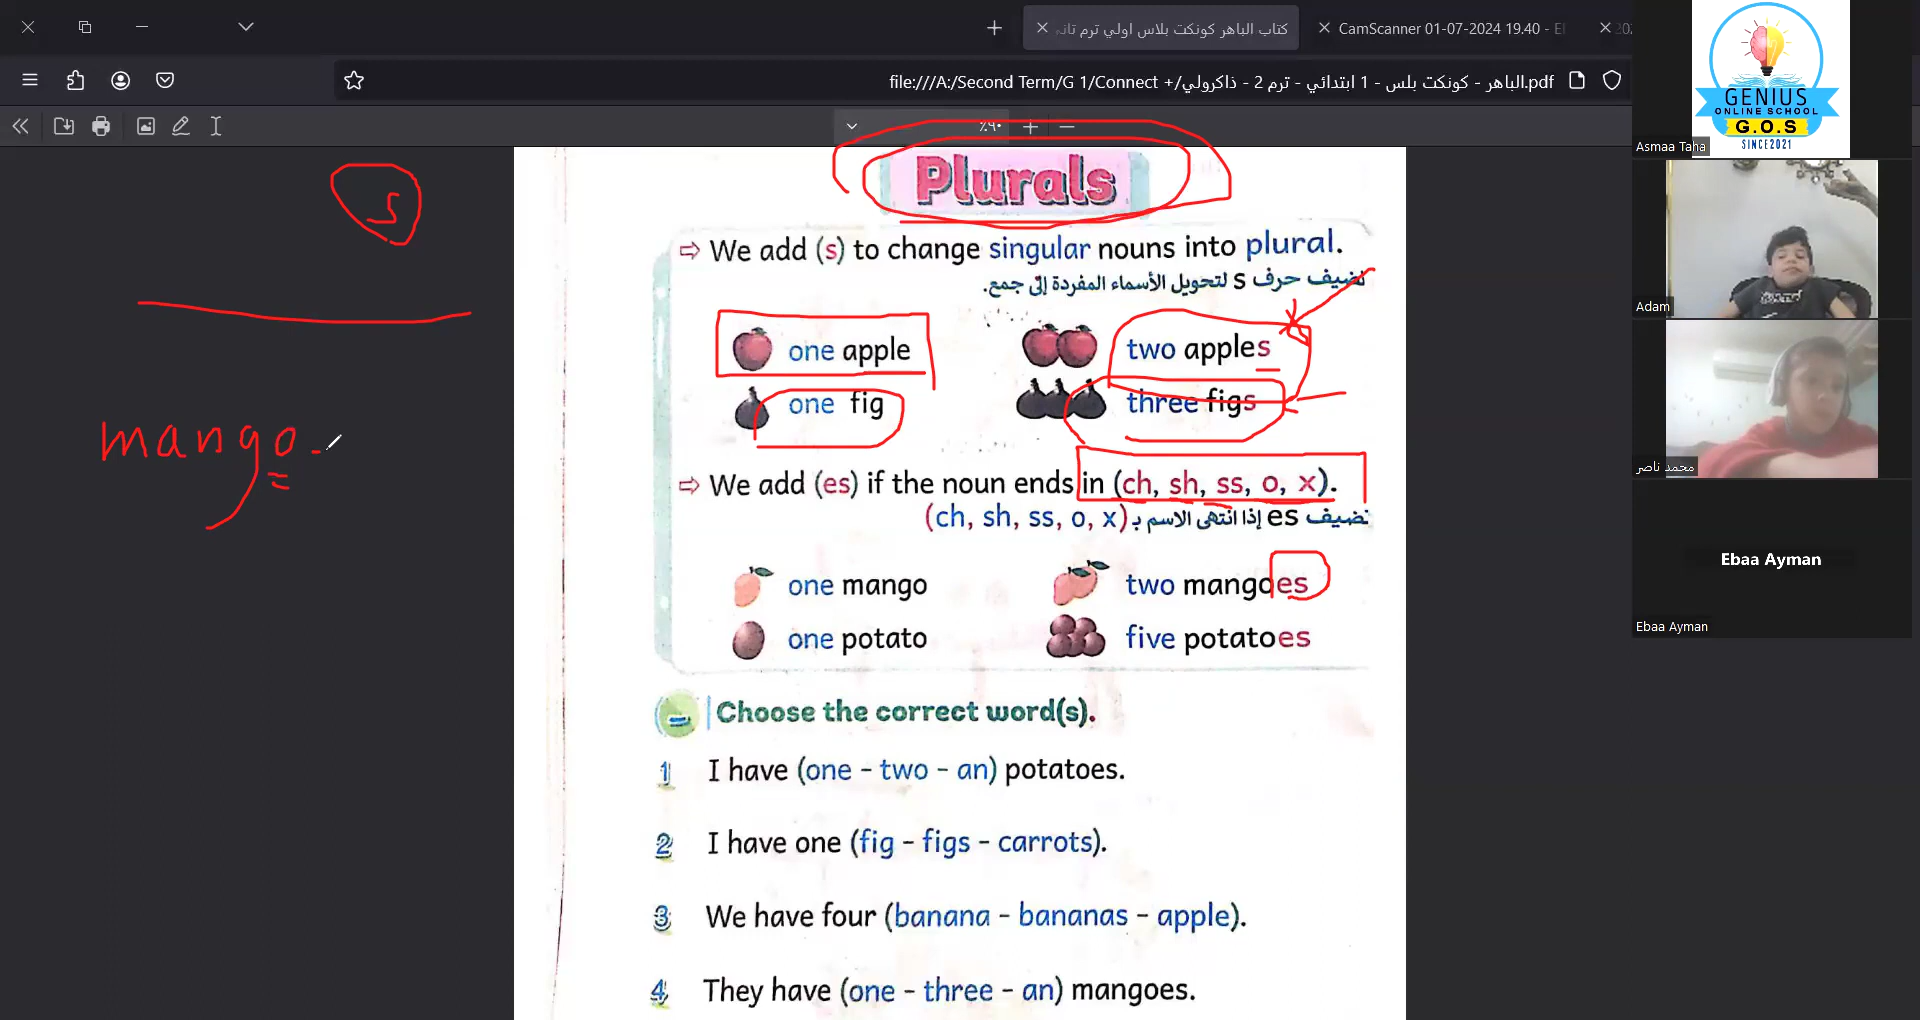 كتاب الباهر كونكت بلاس اولي ترم تاني
CamScanner 01-07-2024 19.40 - El
202
file:///A:/Second Term/G 1/Connect +/الباهر - كونكت بلس - 1 ابتدائي - ترم 2 - ذاكرولي.pdf
٪٩٠
Plurals
We add (s) to change singular nouns into plural.
نضيف حرف s لتحويل الأسماء المفردة إلى جمع.
one apple two apples
one fig three figs
We add (es) if the noun ends in (ch, sh, ss, o, x).
نضيف es إذا انتهى الاسم بـ (ch, sh, ss, o, x)
one mango two mangoes
one potato five potatoes
Choose the correct word(s).
1 I have (one - two - an) potatoes.
2 I have one (fig - figs - carrots).
3 We have four (banana - bananas - apple).
4 They have (one - three - an) mangoes.
s
mango -
GENIUS
ONLINE SCHOOL
G.O.S
SINCE2021
Asmaa Taha
Adam
محمد ناصر
Ebaa Ayman
Ebaa Ayman